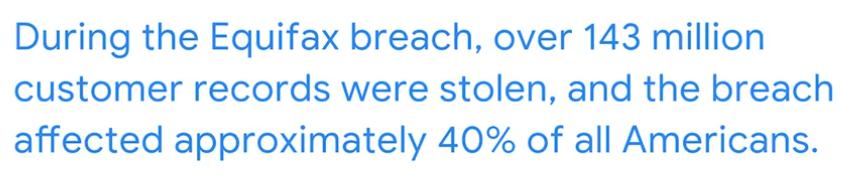 During the Equifax breach, over 143 million
customer records were stolen, and the breach
affected approximately 40% of all Americans.